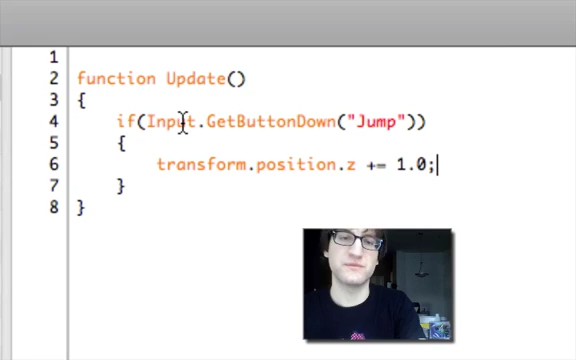 1
2 function Update()
3 {
4 if(Input.GetButtonDown("Jump"))
5 {
6 transform.position.z += 1.0;
7 }
8 }